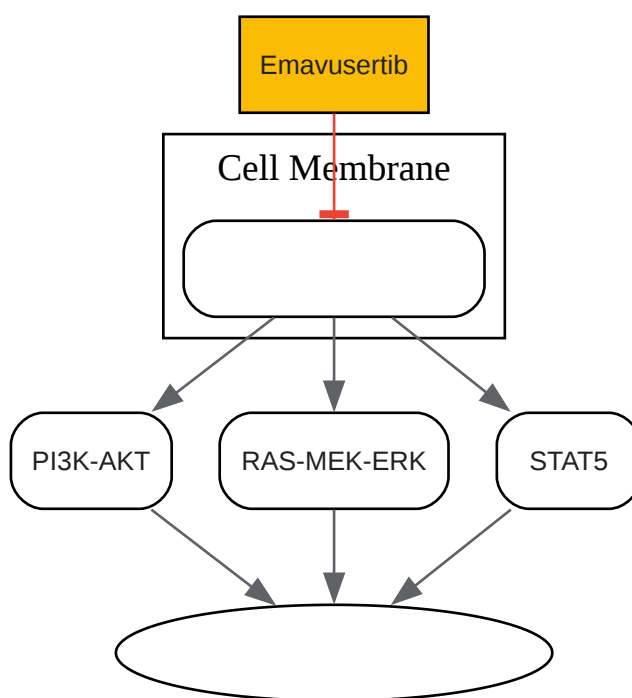 Emavusertib
Cell Membrane
PI3K-AKT
RAS-MEK-ERK
STAT5